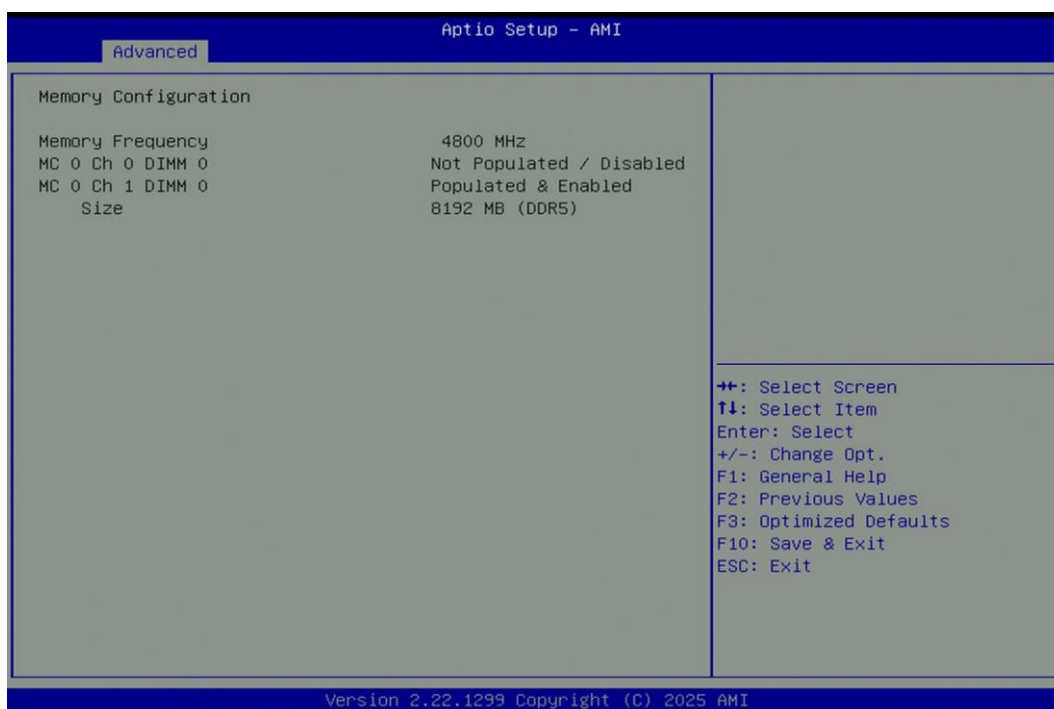 Aptio Setup – AMI
Advanced
Memory Configuration
Memory Frequency 4800 MHz
MC 0 Ch 0 DIMM 0 Not Populated / Disabled
MC 0 Ch 1 DIMM 0 Populated & Enabled
Size 8192 MB (DDR5)
→←: Select Screen
↑↓: Select Item
Enter: Select
+/-: Change Opt.
F1: General Help
F2: Previous Values
F3: Optimized Defaults
F10: Save & Exit
ESC: Exit
Version 2.22.1299 Copyright (C) 2025 AMI